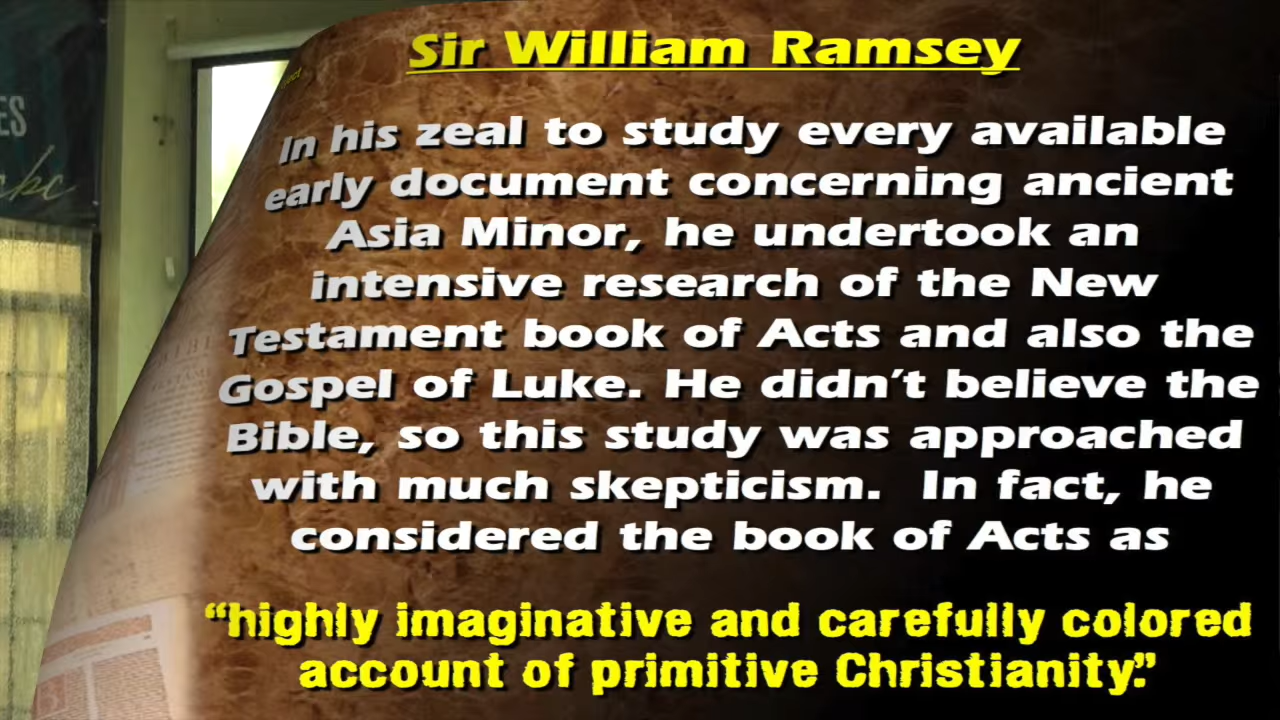 Sir William Ramsey
In his zeal to study every available
early document concerning ancient
Asia Minor, he undertook an
intensive research of the New
Testament book of Acts and also the
Gospel of Luke. He didn't believe the
Bible, so this study was approached
with much skepticism.  In fact, he
considered the book of Acts as
“highly imaginative and carefully colored
account of primitive Christianity.”
ES
cbc